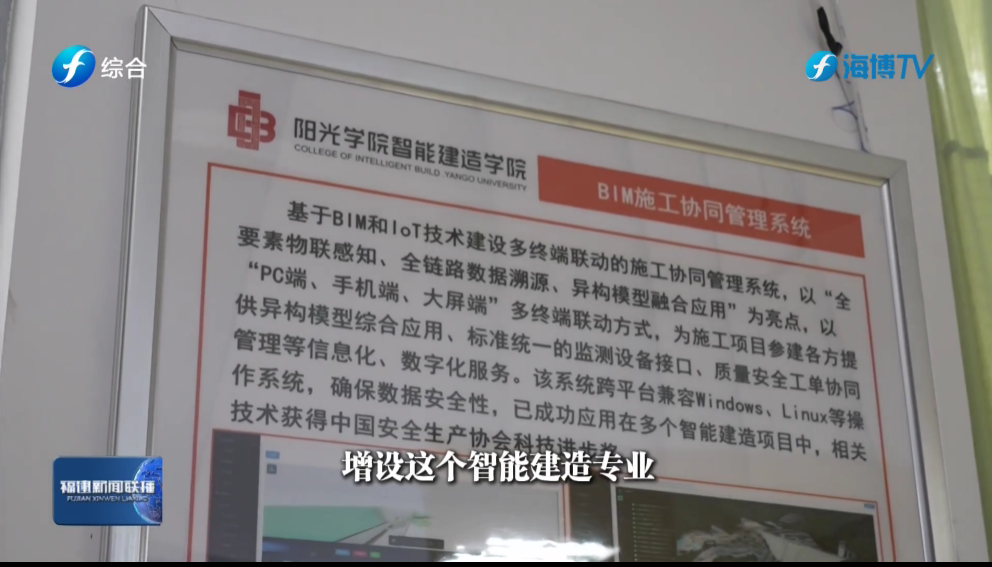 综合
海博TV
阳光学院智能建造学院
COLLEGE OF INTELLIGENT BUILD YANGO UNIVERSITY
BIM施工协同管理系统
基于BIM和IoT技术建设多终端联动的施工协同管理系统，以“全
要素物联感知、全链路数据溯源、异构模型融合应用”为亮点，以
“PC端、手机端、大屏端”多终端联动方式，为施工项目参建各方提
供异构模型综合应用、标准统一的监测设备接口、质量安全工单协同
管理等信息化、数字化服务。该系统跨平台兼容Windows、Linux等操
作系统，确保数据安全性，已成功应用在多个智能建造项目中，相关
技术获得中国安全生产协会科技进步奖
增设这个智能建造专业
福建新闻联播
FUJIAN XINWEN LIANBO